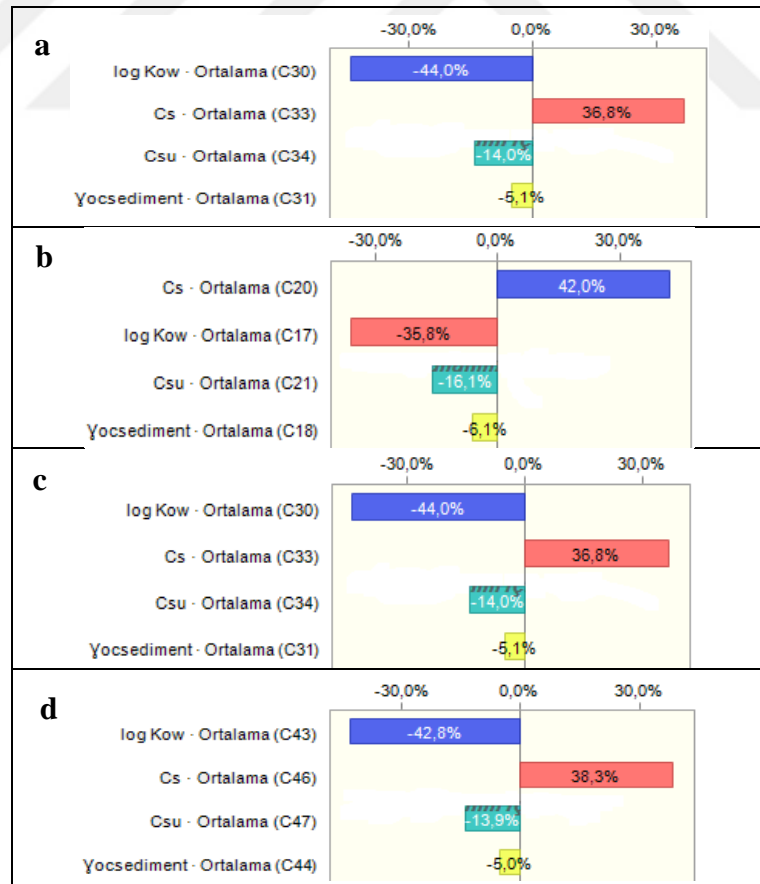 a
-30,0% 0,0% 30,0%
log Kow - Ortalama (C30) -44,0%
Cs - Ortalama (C33) 36,8%
Csu - Ortalama (C34) -14,0%
Ɣocsediment - Ortalama (C31) -5,1%
b
-30,0% 0,0% 30,0%
Cs - Ortalama (C20) 42,0%
log Kow - Ortalama (C17) -35,8%
Csu - Ortalama (C21) -16,1%
Ɣocsediment - Ortalama (C18) -6,1%
c
-30,0% 0,0% 30,0%
log Kow - Ortalama (C30) -44,0%
Cs - Ortalama (C33) 36,8%
Csu - Ortalama (C34) -14,0%
Ɣocsediment - Ortalama (C31) -5,1%
d
-30,0% 0,0% 30,0%
log Kow - Ortalama (C43) -42,8%
Cs - Ortalama (C46) 38,3%
Csu - Ortalama (C47) -13,9%
Ɣocsediment - Ortalama (C44) -5,0%